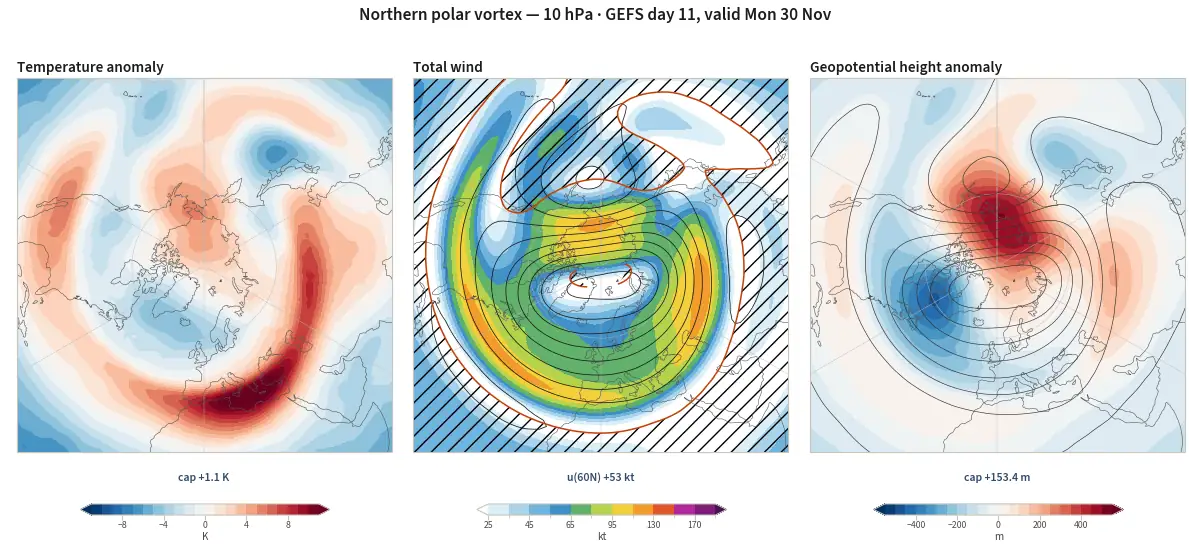 Northern polar vortex — 10 hPa · GEFS day 11, valid Mon 30 Nov
Temperature anomaly
Total wind
Geopotential height anomaly
cap +1.1 K
u(60N) +53 kt
cap +153.4 m
−8 −4 0 4 8
K
25 45 65 95 130 170
kt
−400 −200 0 200 400
m